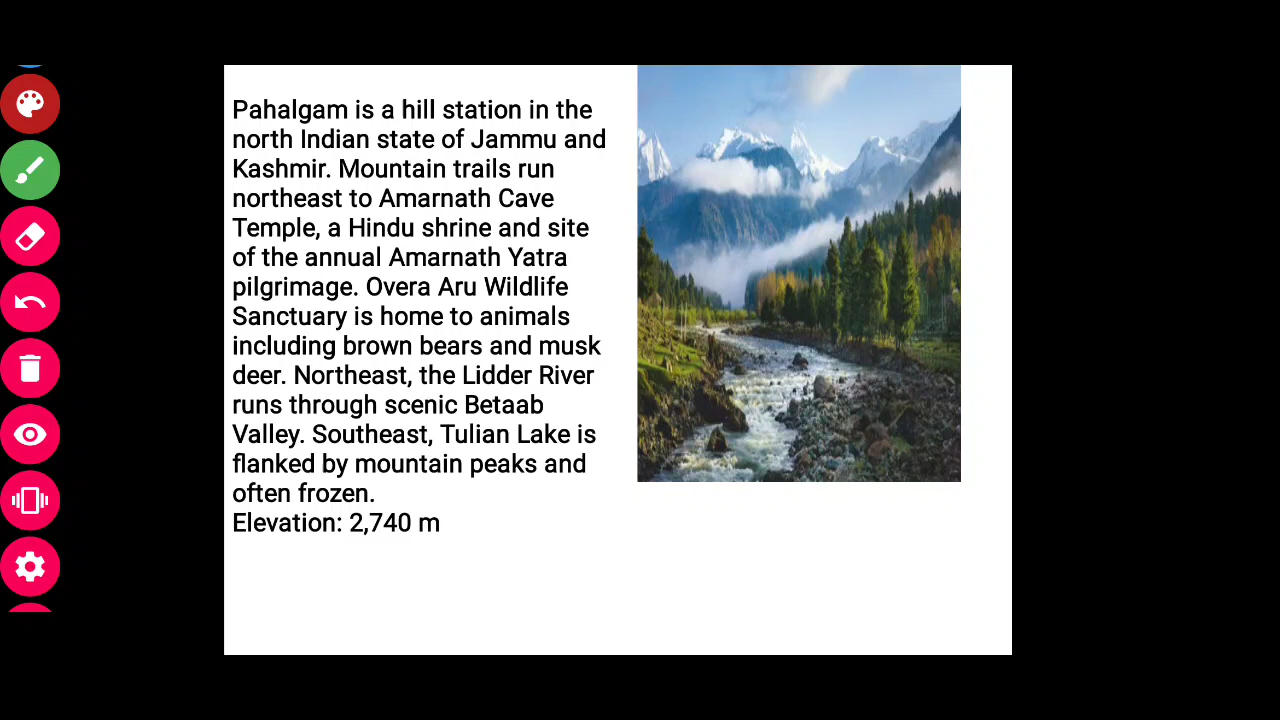 Pahalgam is a hill station in the
north Indian state of Jammu and
Kashmir. Mountain trails run
northeast to Amarnath Cave
Temple, a Hindu shrine and site
of the annual Amarnath Yatra
pilgrimage. Overa Aru Wildlife
Sanctuary is home to animals
including brown bears and musk
deer. Northeast, the Lidder River
runs through scenic Betaab
Valley. Southeast, Tulian Lake is
flanked by mountain peaks and
often frozen.
Elevation: 2,740 m